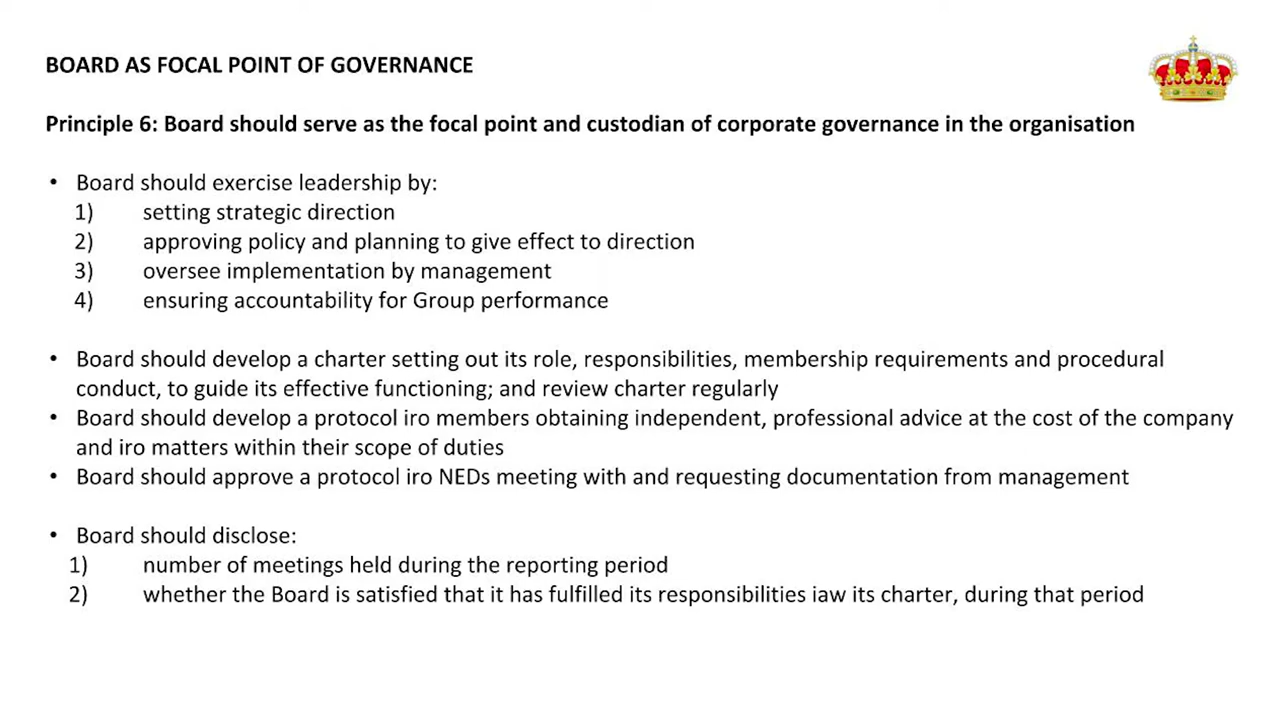 BOARD AS FOCAL POINT OF GOVERNANCE
Principle 6: Board should serve as the focal point and custodian of corporate governance in the organisation
• Board should exercise leadership by:
1) setting strategic direction
2) approving policy and planning to give effect to direction
3) oversee implementation by management
4) ensuring accountability for Group performance
• Board should develop a charter setting out its role, responsibilities, membership requirements and procedural
conduct, to guide its effective functioning; and review charter regularly
• Board should develop a protocol iro members obtaining independent, professional advice at the cost of the company
and iro matters within their scope of duties
• Board should approve a protocol iro NEDs meeting with and requesting documentation from management
• Board should disclose:
1) number of meetings held during the reporting period
2) whether the Board is satisfied that it has fulfilled its responsibilities iaw its charter, during that period